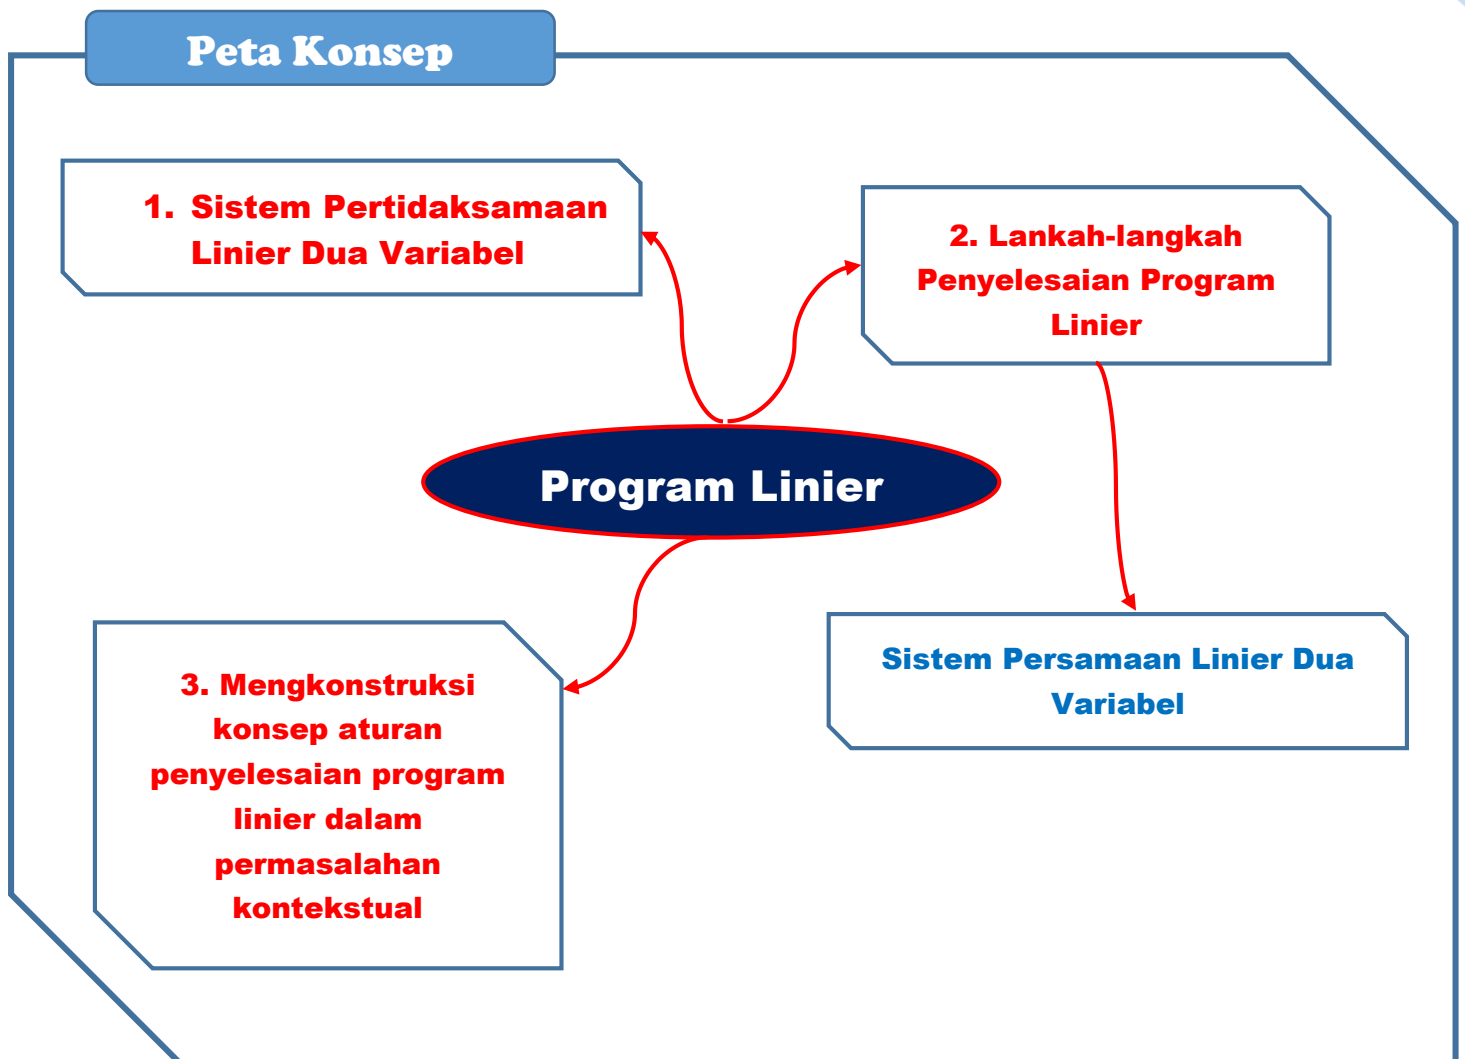 Peta Konsep
1. Sistem Pertidaksamaan
Linier Dua Variabel
2. Lankah-langkah
Penyelesaian Program
Linier
Program Linier
3. Mengkonstruksi
konsep aturan
penyelesaian program
linier dalam
permasalahan
kontekstual
Sistem Persamaan Linier Dua
Variabel